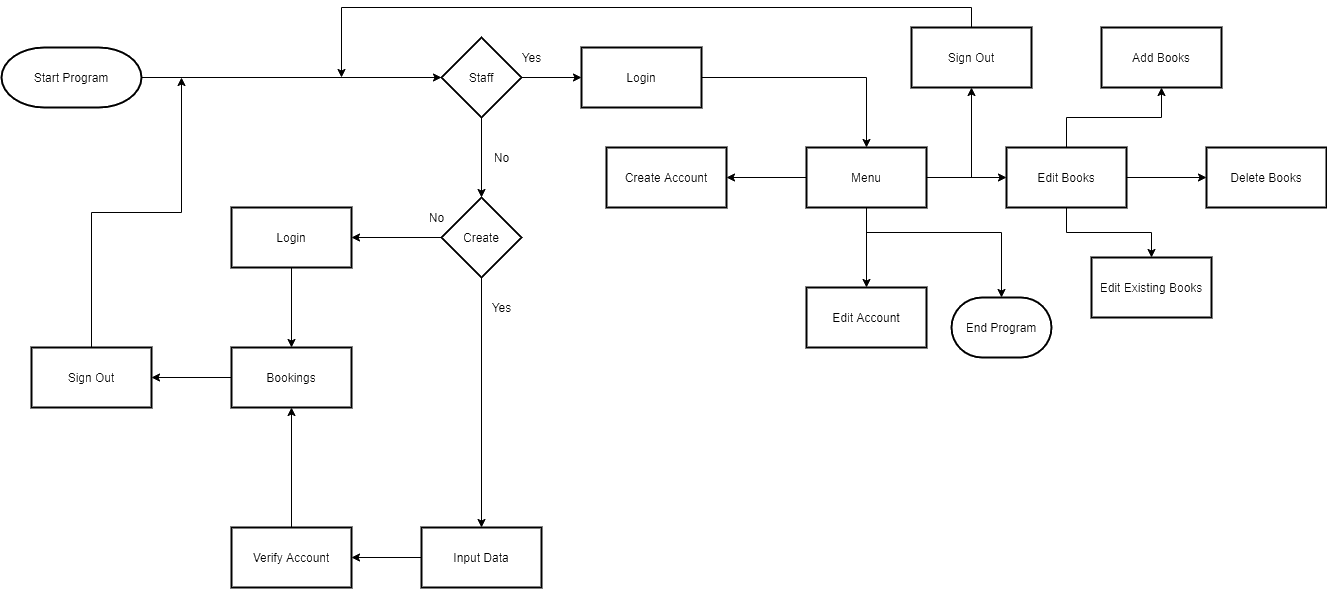 Start Program
Staff
Yes
Login
Sign Out
Add Books
No
Create Account
Menu
Edit Books
Delete Books
Login
No
Create
Edit Existing Books
Yes
Edit Account
End Program
Sign Out
Bookings
Verify Account
Input Data